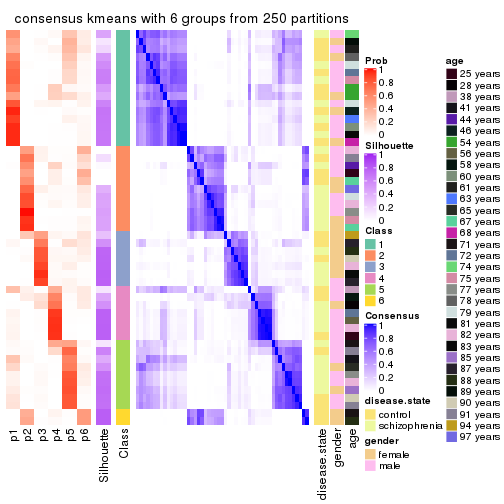 consensus kmeans with 6 groups from 250 partitions
p1
p2
p3
p4
p5
p6
Silhouette
Class
disease.state
gender
age
Prob
1
0.8
0.6
0.4
0.2
0
Silhouette
1
0.8
0.6
0.4
0.2
0
Class
1
2
3
4
5
6
Consensus
1
0.8
0.6
0.4
0.2
0
disease.state
control
schizophrenia
gender
female
male
age
25 years
28 years
38 years
41 years
44 years
46 years
54 years
56 years
58 years
60 years
61 years
63 years
65 years
67 years
68 years
71 years
72 years
74 years
75 years
77 years
78 years
79 years
81 years
82 years
83 years
85 years
87 years
88 years
89 years
90 years
91 years
94 years
97 years